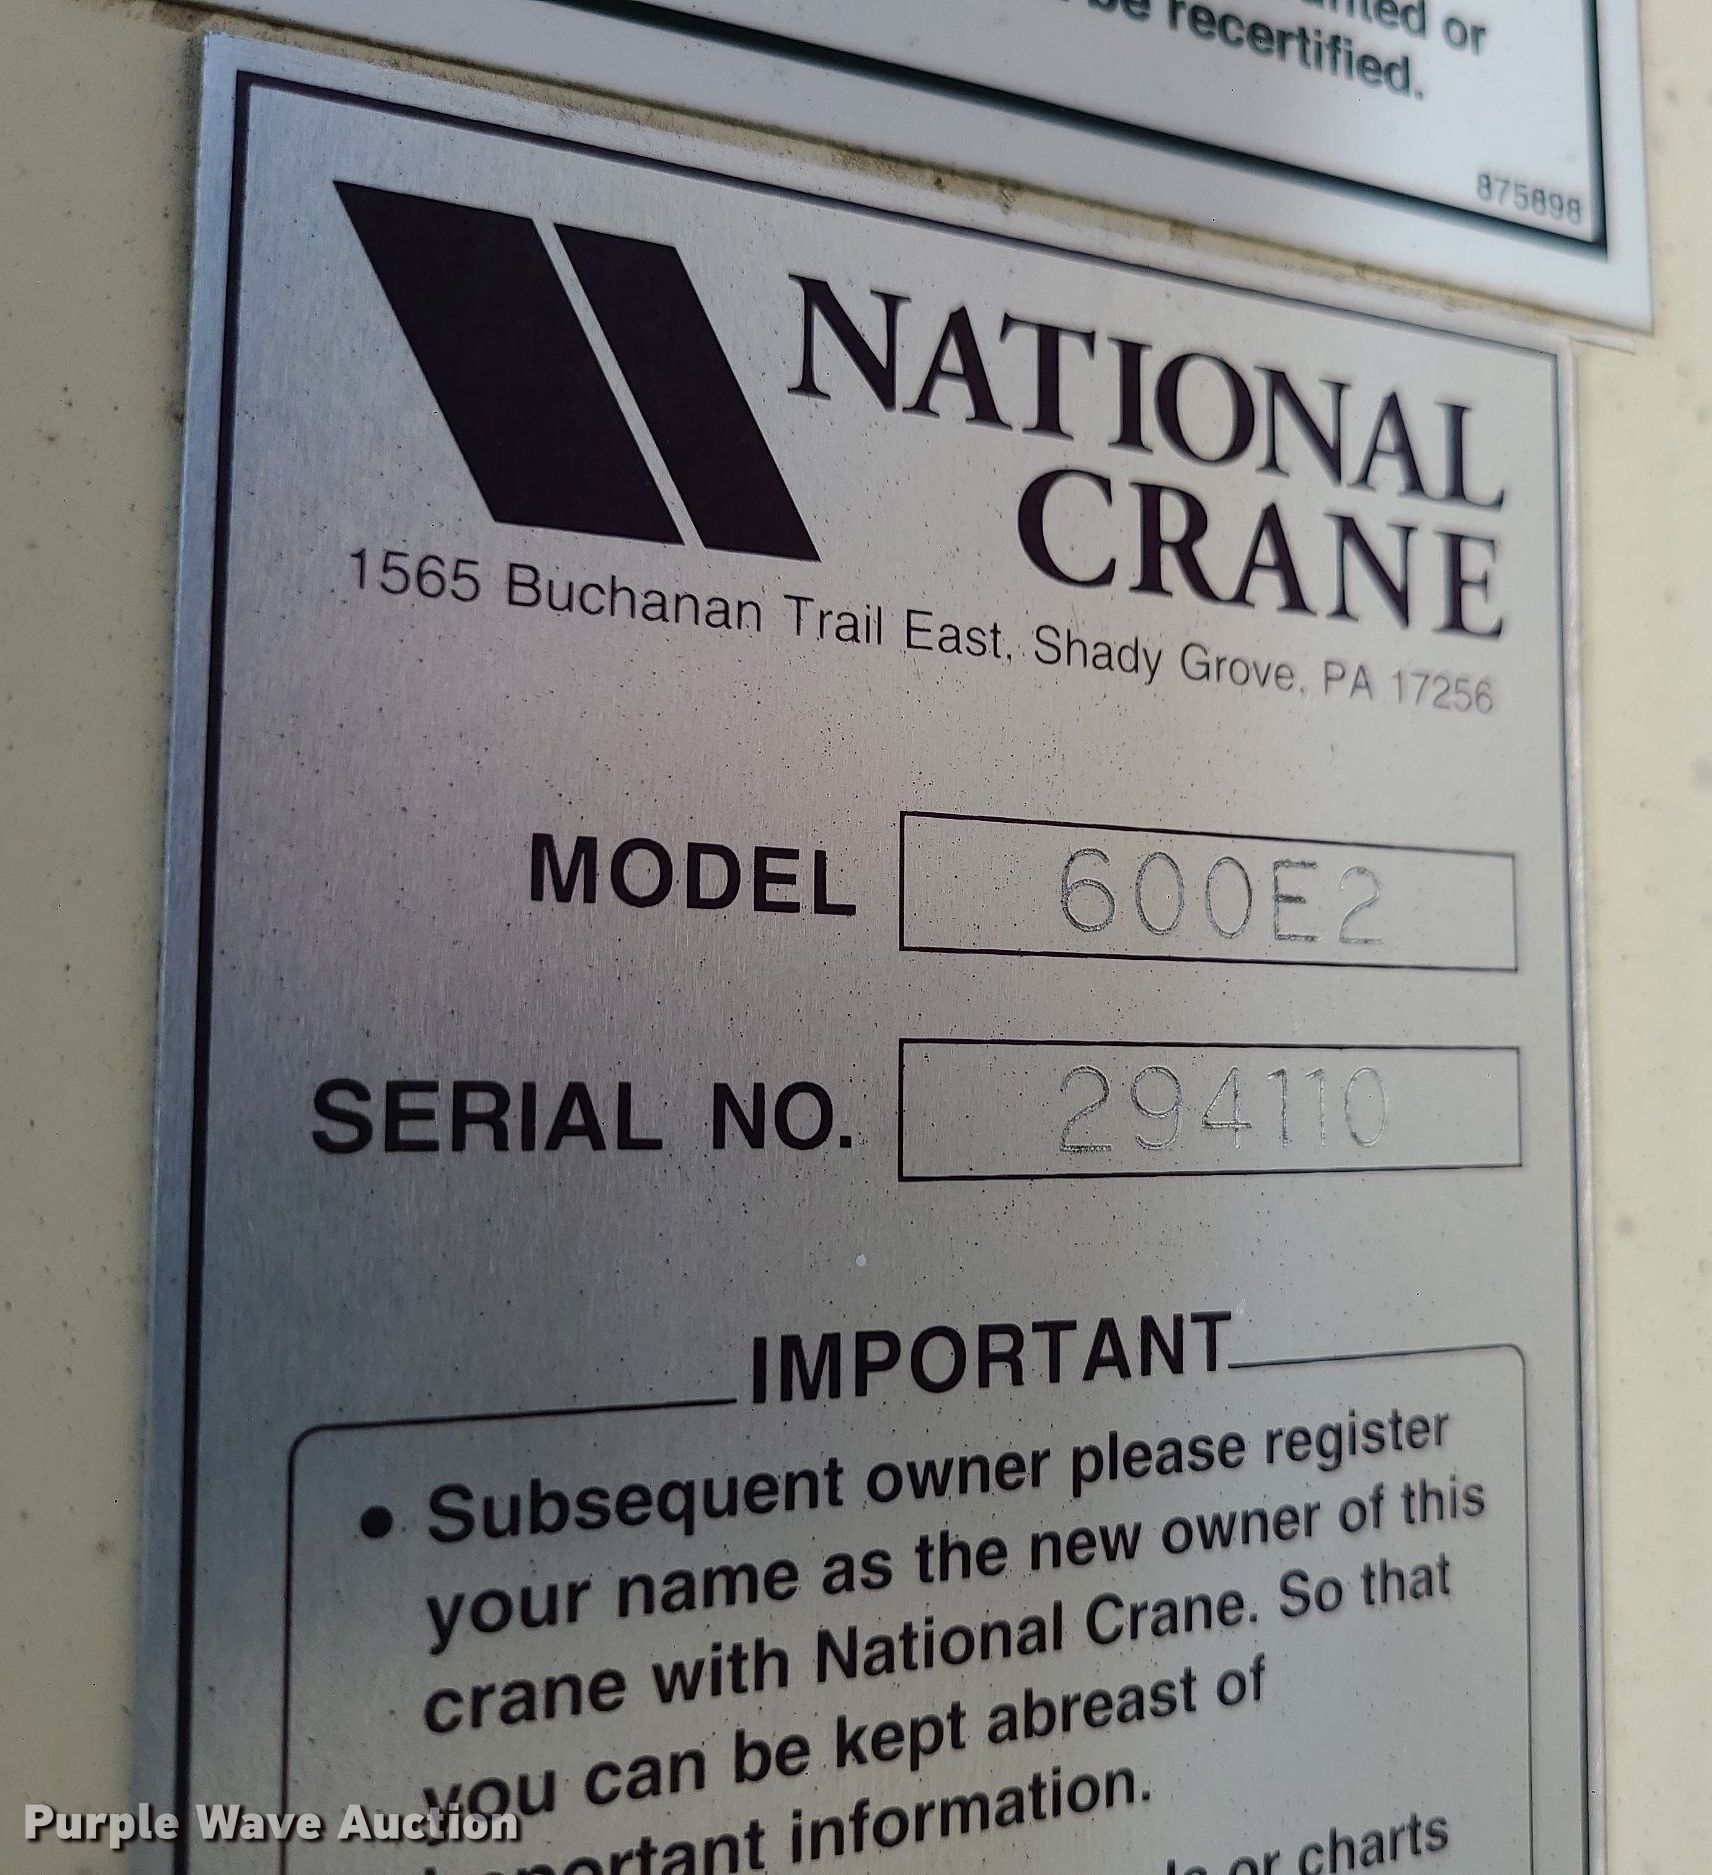 or
be recertified.
875898
NATIONAL
CRANE
1565 Buchanan Trail East, Shady Grove, PA 17256
MODEL 600E2
SERIAL NO. 294110
IMPORTANT
• Subsequent owner please register
your name as the new owner of this
crane with National Crane. So that
you can be kept abreast of
important information.
or charts
Purple Wave Auction